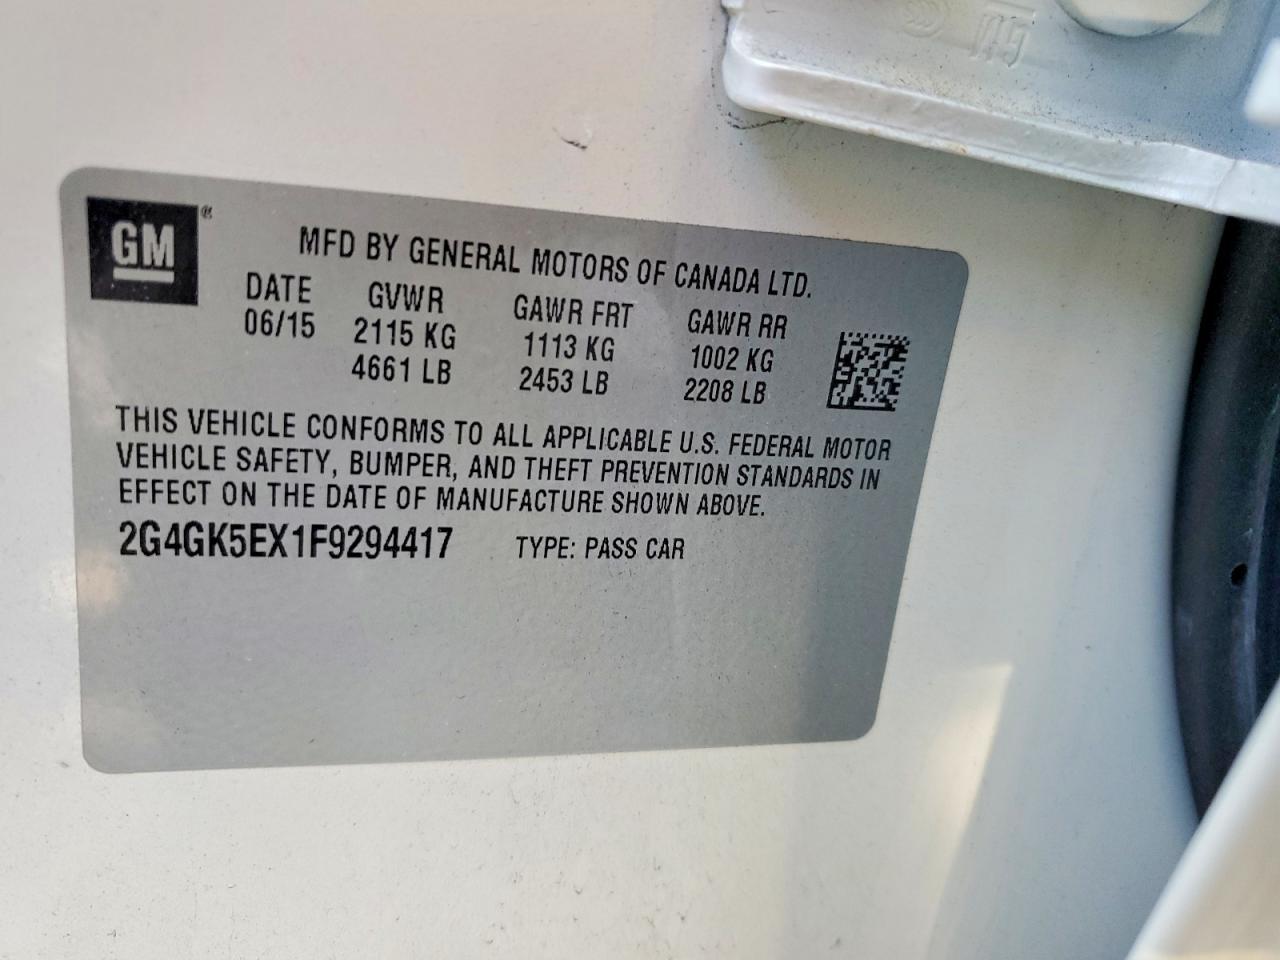 GM®
MFD BY GENERAL MOTORS OF CANADA LTD.
DATE GVWR GAWR FRT GAWR RR
06/15 2115 KG 1113 KG 1002 KG
4661 LB 2453 LB 2208 LB
THIS VEHICLE CONFORMS TO ALL APPLICABLE U.S. FEDERAL MOTOR
VEHICLE SAFETY, BUMPER, AND THEFT PREVENTION STANDARDS IN
EFFECT ON THE DATE OF MANUFACTURE SHOWN ABOVE.
2G4GK5EX1F9294417 TYPE: PASS CAR